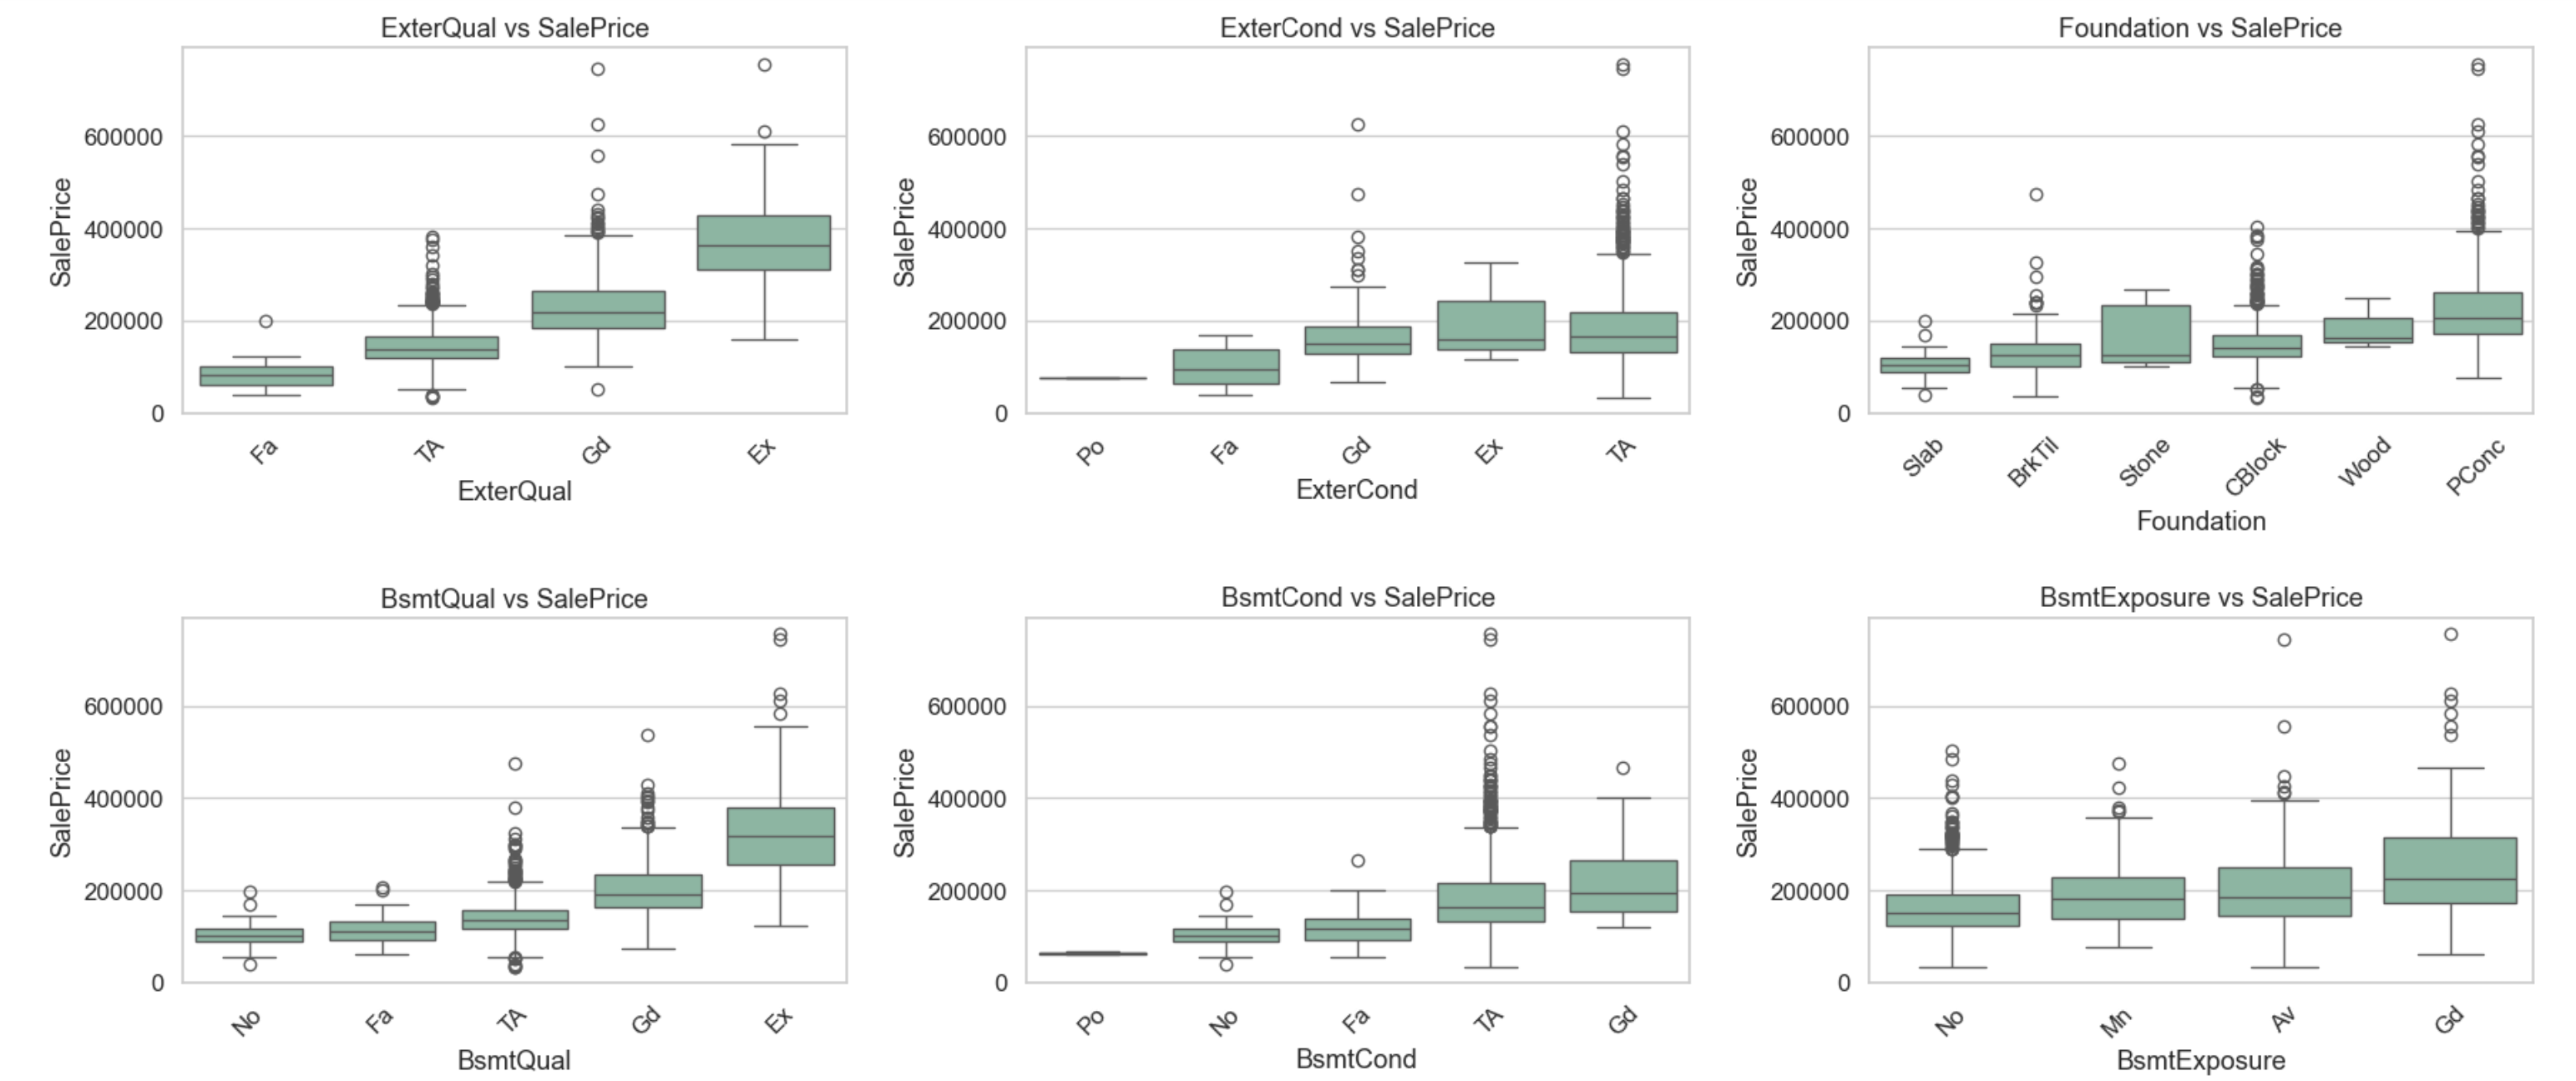 ExterQual vs SalePrice
SalePrice
600000
400000
200000
0
Fa
TA
Gd
Ex
ExterQual
ExterCond vs SalePrice
SalePrice
600000
400000
200000
0
Po
Fa
Gd
Ex
TA
ExterCond
Foundation vs SalePrice
SalePrice
600000
400000
200000
0
Slab
BrkTil
Stone
CBlock
Wood
PConc
Foundation
BsmtQual vs SalePrice
SalePrice
600000
400000
200000
0
No
Fa
TA
Gd
Ex
BsmtQual
BsmtCond vs SalePrice
SalePrice
600000
400000
200000
0
Po
No
Fa
TA
Gd
BsmtCond
BsmtExposure vs SalePrice
SalePrice
600000
400000
200000
0
No
Mn
Av
Gd
BsmtExposure